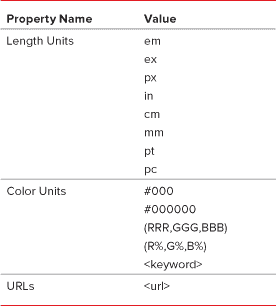 Property Name Value
Length Units em
ex
px
in
cm
mm
pt
pc
Color Units #000
#000000
(RRR,GGG,BBB)
(R%,G%,B%)
<keyword>
URLs <url>